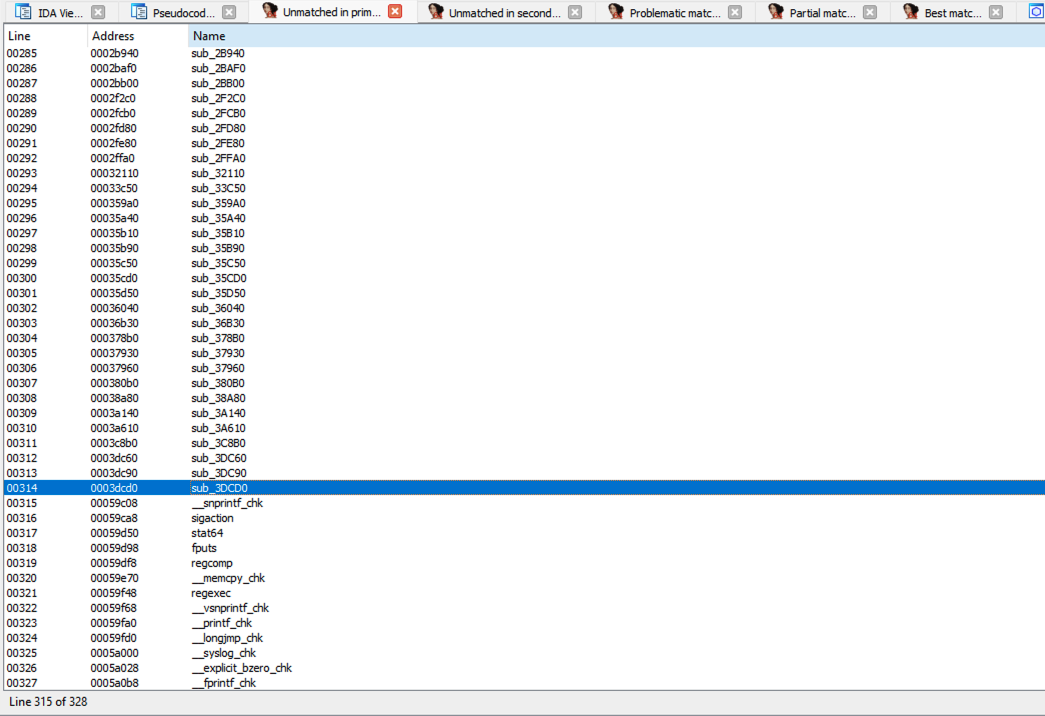 IDA Vie... Pseudocod... Unmatched in prim... Unmatched in second... Problematic matc... Partial matc... Best matc...
Line Address Name
00285 0002b940 sub_2B940
00286 0002baf0 sub_2BAF0
00287 0002bb00 sub_2BB00
00288 0002f2c0 sub_2F2C0
00289 0002fcb0 sub_2FCB0
00290 0002fd80 sub_2FD80
00291 0002fe80 sub_2FE80
00292 0002ffa0 sub_2FFA0
00293 00032110 sub_32110
00294 00033c50 sub_33C50
00295 000359a0 sub_359A0
00296 00035a40 sub_35A40
00297 00035b10 sub_35B10
00298 00035b90 sub_35B90
00299 00035c50 sub_35C50
00300 00035cd0 sub_35CD0
00301 00035d50 sub_35D50
00302 00036040 sub_36040
00303 00036b30 sub_36B30
00304 000378b0 sub_378B0
00305 00037930 sub_37930
00306 00037960 sub_37960
00307 000380b0 sub_380B0
00308 00038a80 sub_38A80
00309 0003a140 sub_3A140
00310 0003a610 sub_3A610
00311 0003c8b0 sub_3C8B0
00312 0003dc60 sub_3DC60
00313 0003dc90 sub_3DC90
00314 0003dcd0 sub_3DCD0
00315 00059c08 __snprintf_chk
00316 00059ca8 sigaction
00317 00059d50 stat64
00318 00059d98 fputs
00319 00059df8 regcomp
00320 00059e70 __memcpy_chk
00321 00059f48 regexec
00322 00059f68 __vsnprintf_chk
00323 00059fa0 __printf_chk
00324 00059fd0 __longjmp_chk
00325 0005a000 __syslog_chk
00326 0005a028 __explicit_bzero_chk
00327 0005a0b8 __fprintf_chk
Line 315 of 328